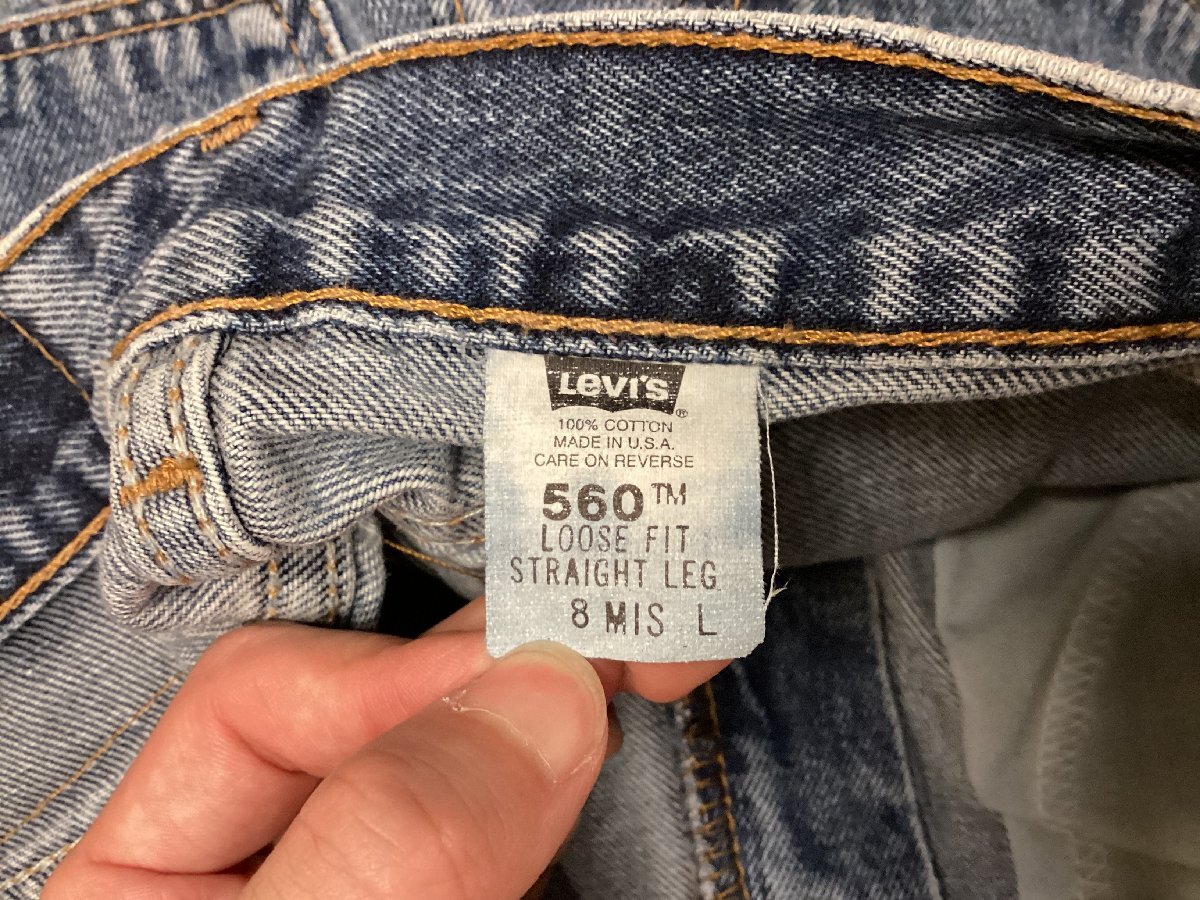 Levi's®
100% COTTON
MADE IN U.S.A.
CARE ON REVERSE
560™
LOOSE FIT
STRAIGHT LEG
8 MIS L